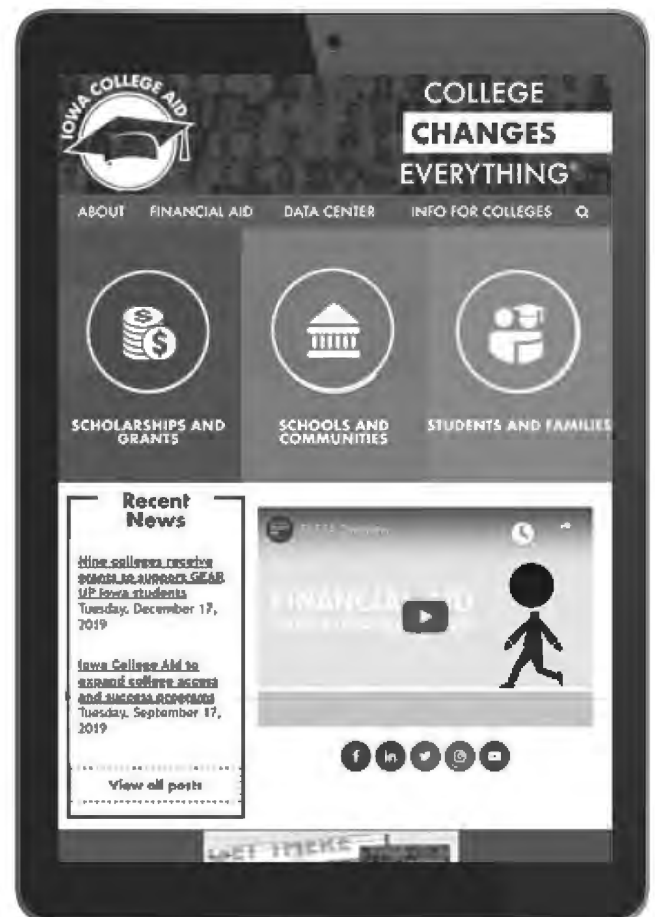 IOWA COLLEGE AID
COLLEGE
CHANGES
EVERYTHING®
ABOUT FINANCIAL AID DATA CENTER INFO FOR COLLEGES
SCHOLARSHIPS AND
GRANTS
SCHOOLS AND
COMMUNITIES
STUDENTS AND FAMILIES
Recent
News
Nine colleges receive
grants to support GEAR
UP Iowa students
Tuesday, December 17,
2019
Iowa College Aid to
expand college access
and success programs
Tuesday, September 17,
2019
View all posts
FINANCIAL AID